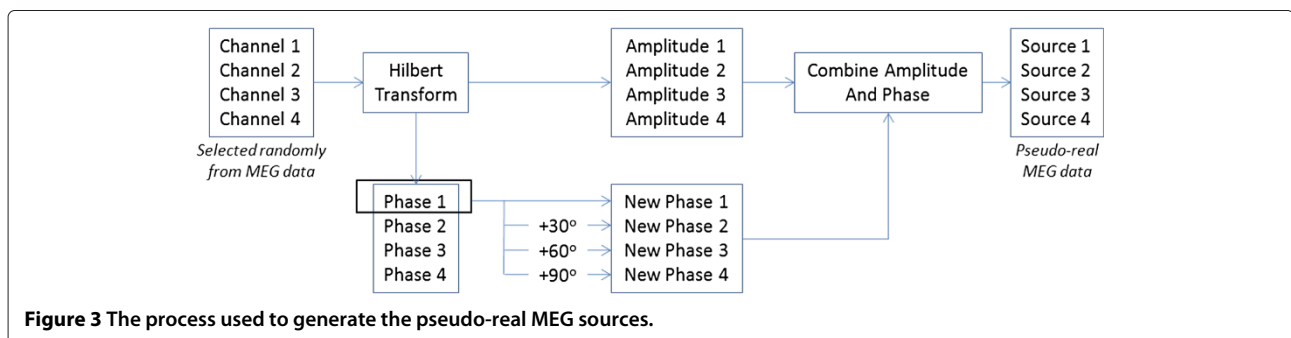 Channel 1
Channel 2
Channel 3
Channel 4
Selected randomly
from MEG data
Hilbert
Transform
Amplitude 1
Amplitude 2
Amplitude 3
Amplitude 4
Combine Amplitude
And Phase
Source 1
Source 2
Source 3
Source 4
Pseudo-real
MEG data
Phase 1
Phase 2
Phase 3
Phase 4
+30°
+60°
+90°
New Phase 1
New Phase 2
New Phase 3
New Phase 4
Figure 3 The process used to generate the pseudo-real MEG sources.